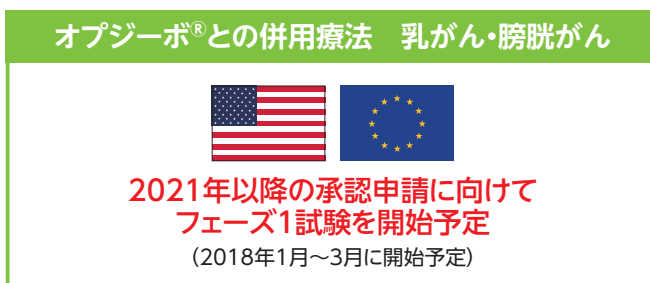 オプジーボ®との併用療法　乳がん・膀胱がん
2021年以降の承認申請に向けて
フェーズ1試験を開始予定
（2018年1月～3月に開始予定）